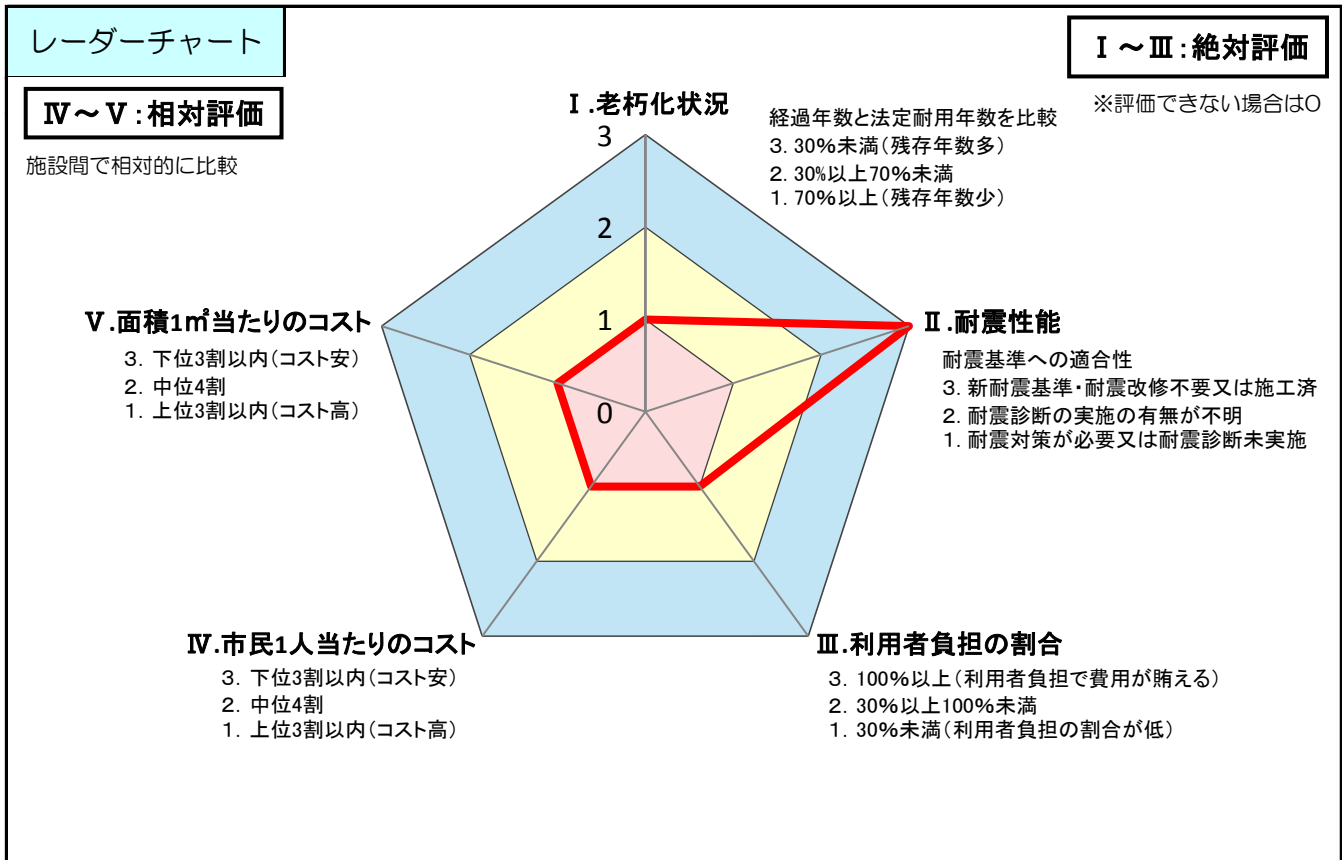 レーダーチャート
Ⅰ～Ⅲ:絶対評価
※評価できない場合は0
Ⅳ～Ⅴ:相対評価
施設間で相対的に比較
Ⅰ.老朽化状況
経過年数と法定耐用年数を比較
3. 30%未満(残存年数多)
2. 30%以上70%未満
1. 70%以上(残存年数少)
3
2
1
0
Ⅱ.耐震性能
耐震基準への適合性
3. 新耐震基準・耐震改修不要又は施工済
2. 耐震診断の実施の有無が不明
1. 耐震対策が必要又は耐震診断未実施
Ⅴ.面積1㎡当たりのコスト
3. 下位3割以内(コスト安)
2. 中位4割
1. 上位3割以内(コスト高)
Ⅳ.市民1人当たりのコスト
3. 下位3割以内(コスト安)
2. 中位4割
1. 上位3割以内(コスト高)
Ⅲ.利用者負担の割合
3. 100%以上(利用者負担で費用が賄える)
2. 30%以上100%未満
1. 30%未満(利用者負担の割合が低)